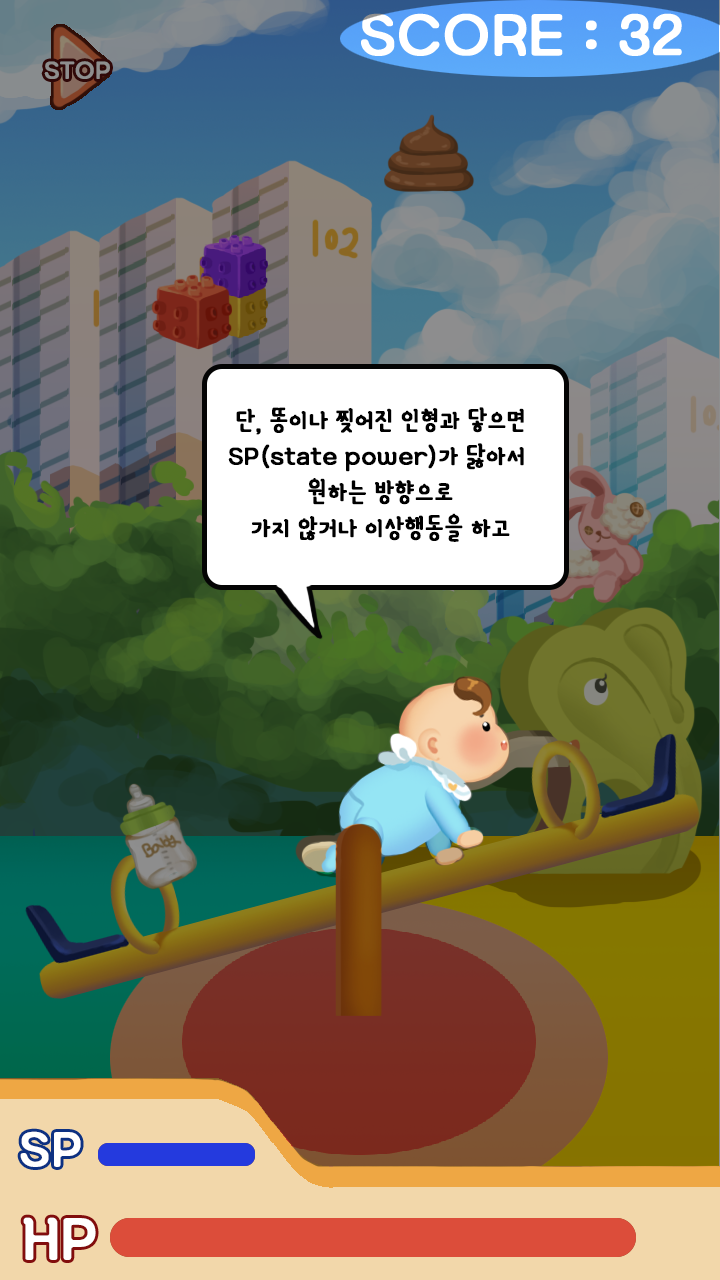 STOP
SCORE : 32
102
단, 똥이나 찢어진 인형과 닿으면
SP(state power)가 닳아서
원하는 방향으로
가지 않거나 이상행동을 하고
SP
HP